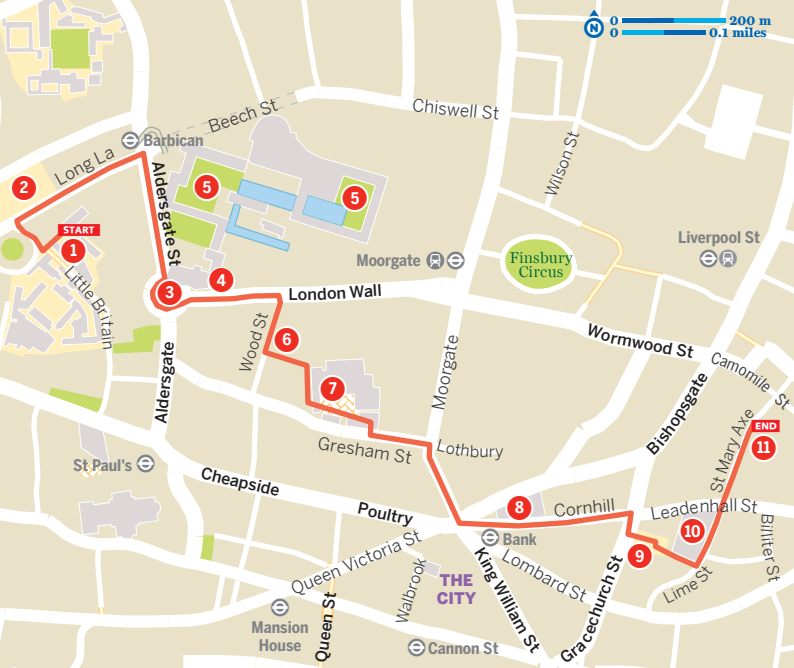 N
0
200 m
0
0.1 miles
Chiswell St
Beech St
Barbican
Long La
Wilson St
2
5
5
Aldersgate St
START
1
Liverpool St
Moorgate
Finsbury
Circus
Little Britain
4
3
London Wall
Wood St
6
Wormwood St
Moorgate
Camomile St
7
Aldersgate
Bishopsgate
St Mary Axe
END
11
Gresham St
Lothbury
St Paul's
Cheapside
Poultry
8
Cornhill
Leadenhall St
10
Billiter St
Bank
9
Queen Victoria St
Lombard St
King William St
Gracechurch St
Lime St
THE
CITY
Walbrook
Queen St
Mansion
House
Cannon St